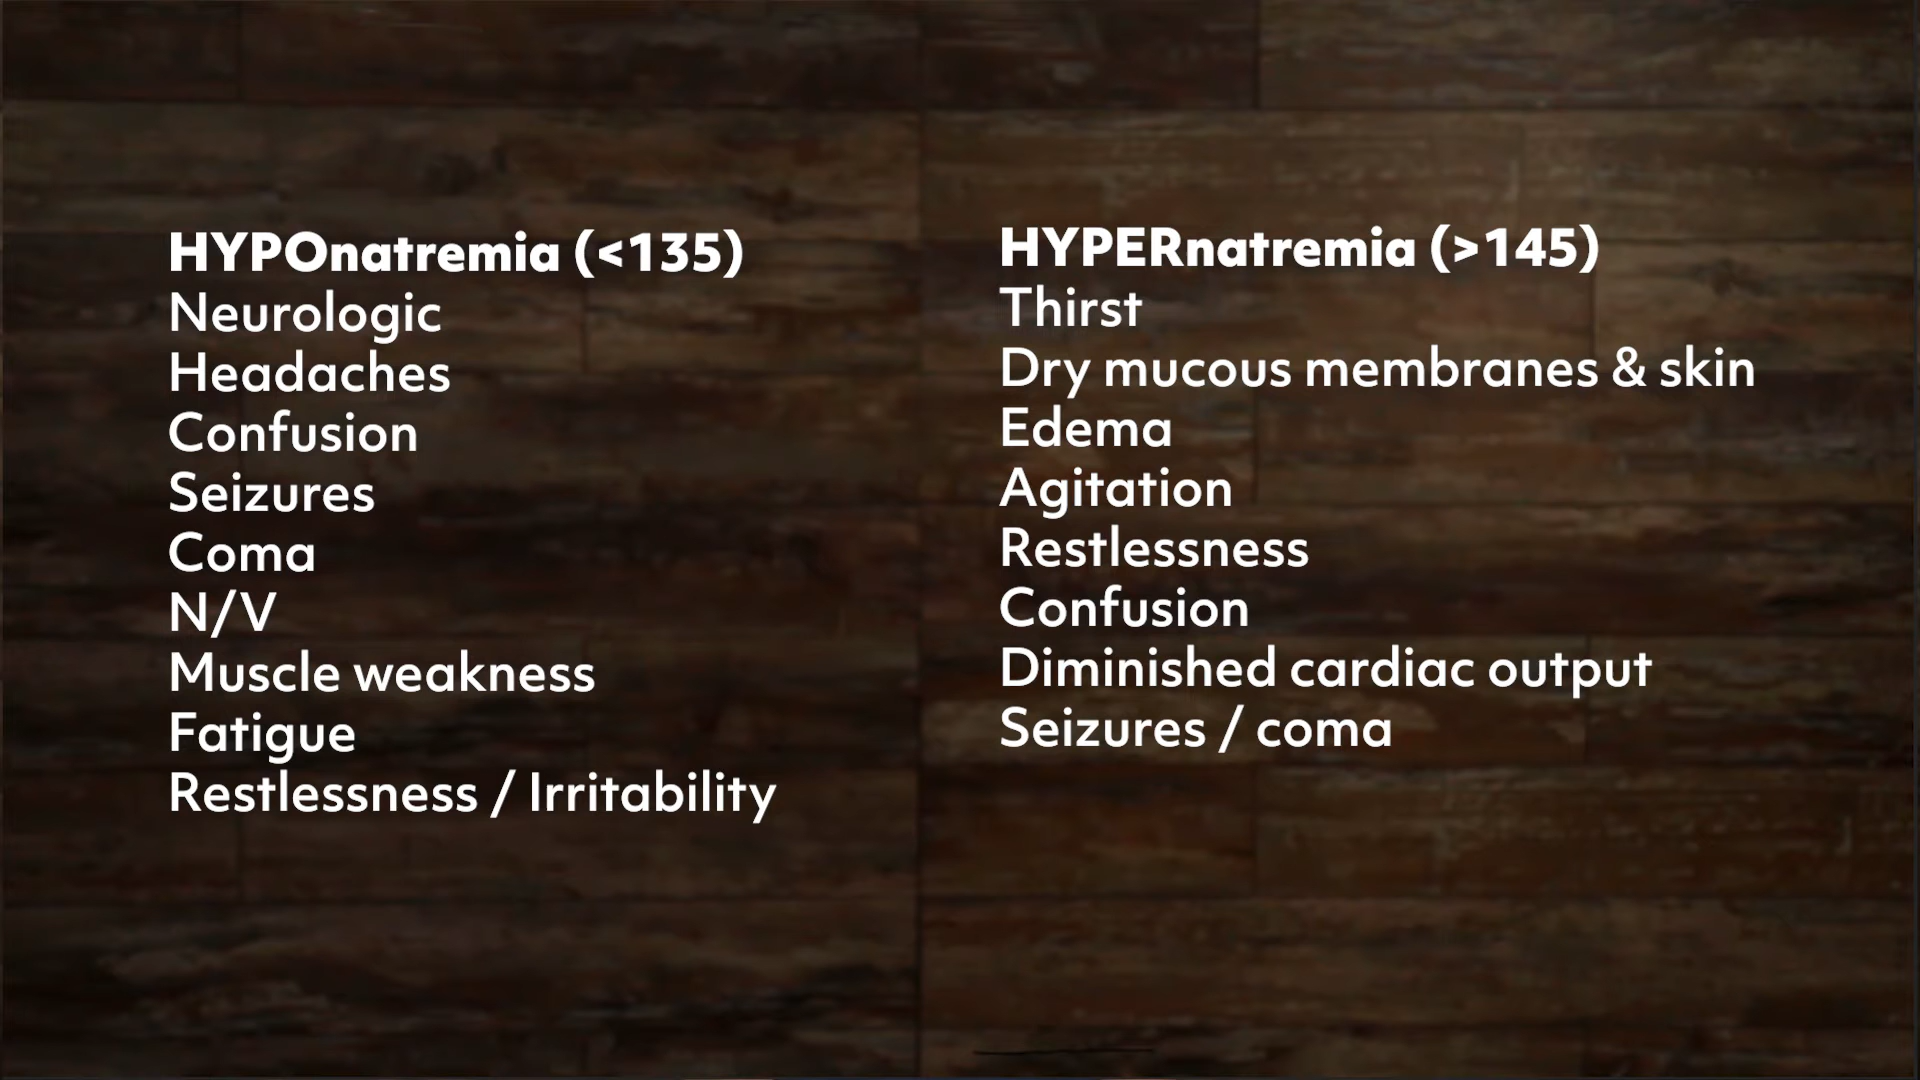 HYPOnatremia (<135)
Neurologic
Headaches
Confusion
Seizures
Coma
N/V
Muscle weakness
Fatigue
Restlessness / Irritability
HYPERnatremia (>145)
Thirst
Dry mucous membranes & skin
Edema
Agitation
Restlessness
Confusion
Diminished cardiac output
Seizures / coma